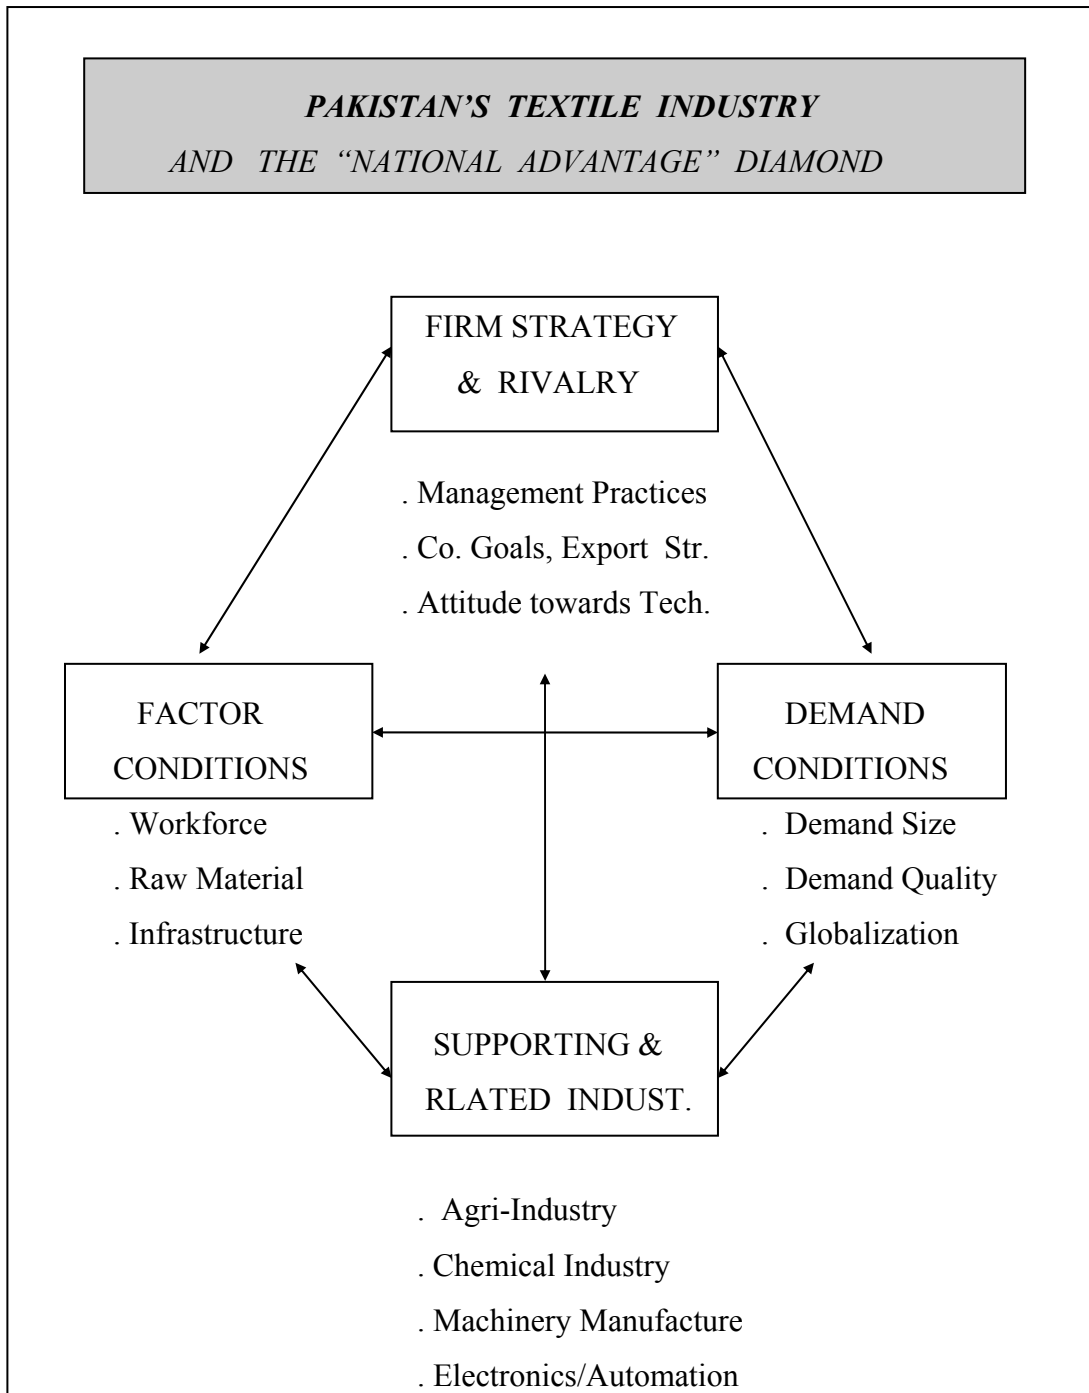 PAKISTAN’S TEXTILE INDUSTRY
AND THE “NATIONAL ADVANTAGE” DIAMOND
FIRM STRATEGY
& RIVALRY
. Management Practices
. Co. Goals, Export Str.
. Attitude towards Tech.
FACTOR
CONDITIONS
. Workforce
. Raw Material
. Infrastructure
DEMAND
CONDITIONS
. Demand Size
. Demand Quality
. Globalization
SUPPORTING &
RLATED INDUST.
. Agri-Industry
. Chemical Industry
. Machinery Manufacture
. Electronics/Automation